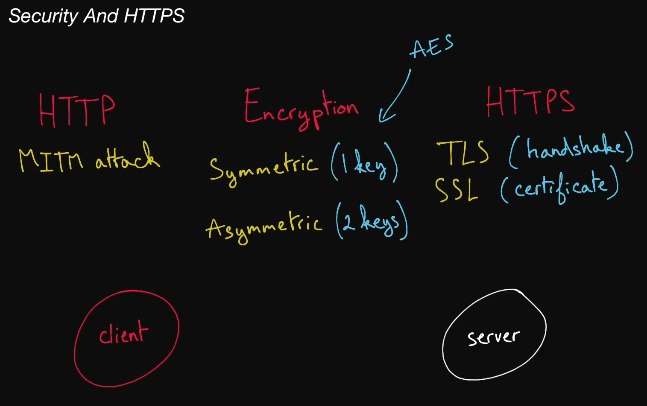 Security And HTTPS
AES
HTTP
Encryption
HTTPS
MITM attack
Symmetric (1 key)
TLS (handshake)
SSL (certificate)
Asymmetric (2 keys)
client
server